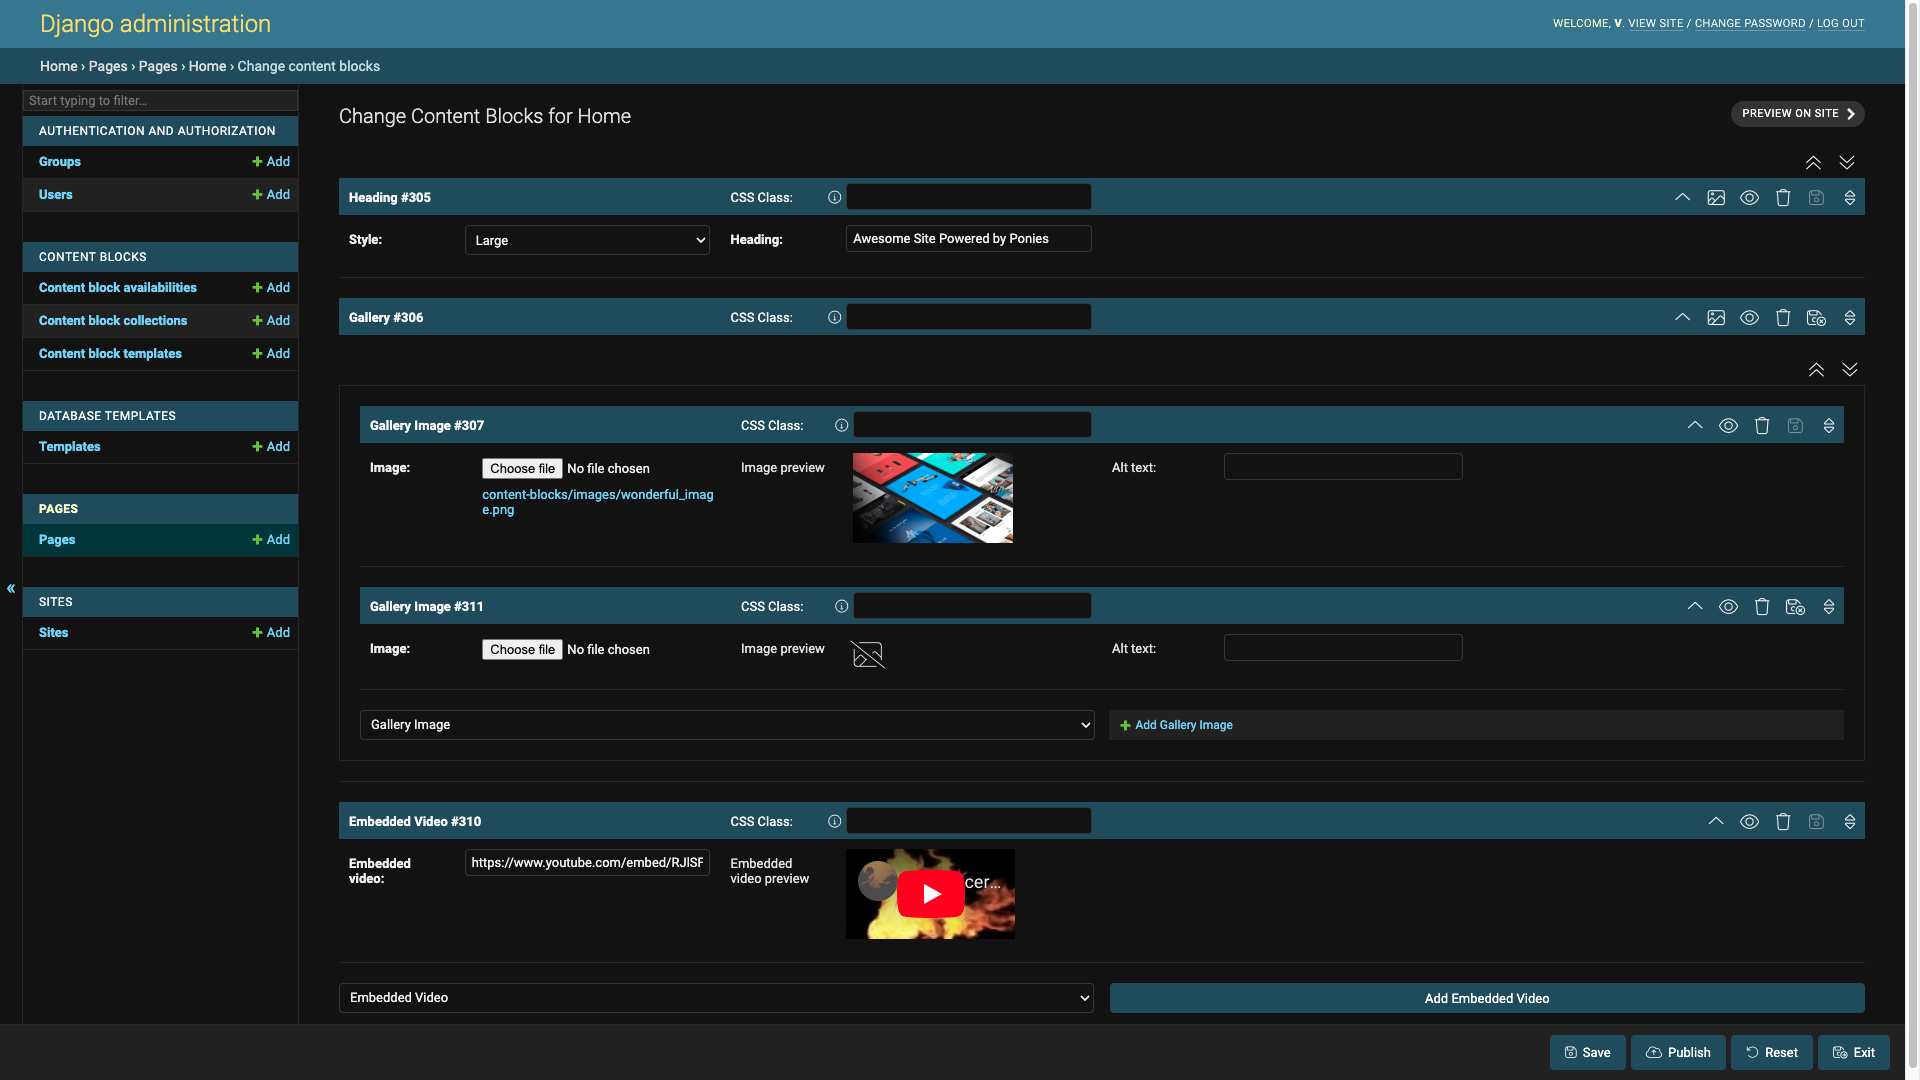 Django administration
WELCOME, V. VIEW SITE / CHANGE PASSWORD / LOG OUT
Home › Pages › Pages › Home › Change content blocks
Start typing to filter...
AUTHENTICATION AND AUTHORIZATION
Groups Add
Users Add
CONTENT BLOCKS
Content block availabilities Add
Content block collections Add
Content block templates Add
DATABASE TEMPLATES
Templates Add
PAGES
Pages Add
SITES
Sites Add
«
Change Content Blocks for Home
PREVIEW ON SITE
Heading #305 CSS Class:
Style: Large Heading: Awesome Site Powered by Ponies
Gallery #306 CSS Class:
Gallery Image #307 CSS Class:
Image: Choose file No file chosen Image preview Alt text:
content-blocks/images/wonderful_imag
e.png
Gallery Image #311 CSS Class:
Image: Choose file No file chosen Image preview Alt text:
Gallery Image Add Gallery Image
Embedded Video #310 CSS Class:
Embedded
video:
https://www.youtube.com/embed/RJlSF
Embedded
video preview
cer...
Embedded Video Add Embedded Video
Save Publish Reset Exit